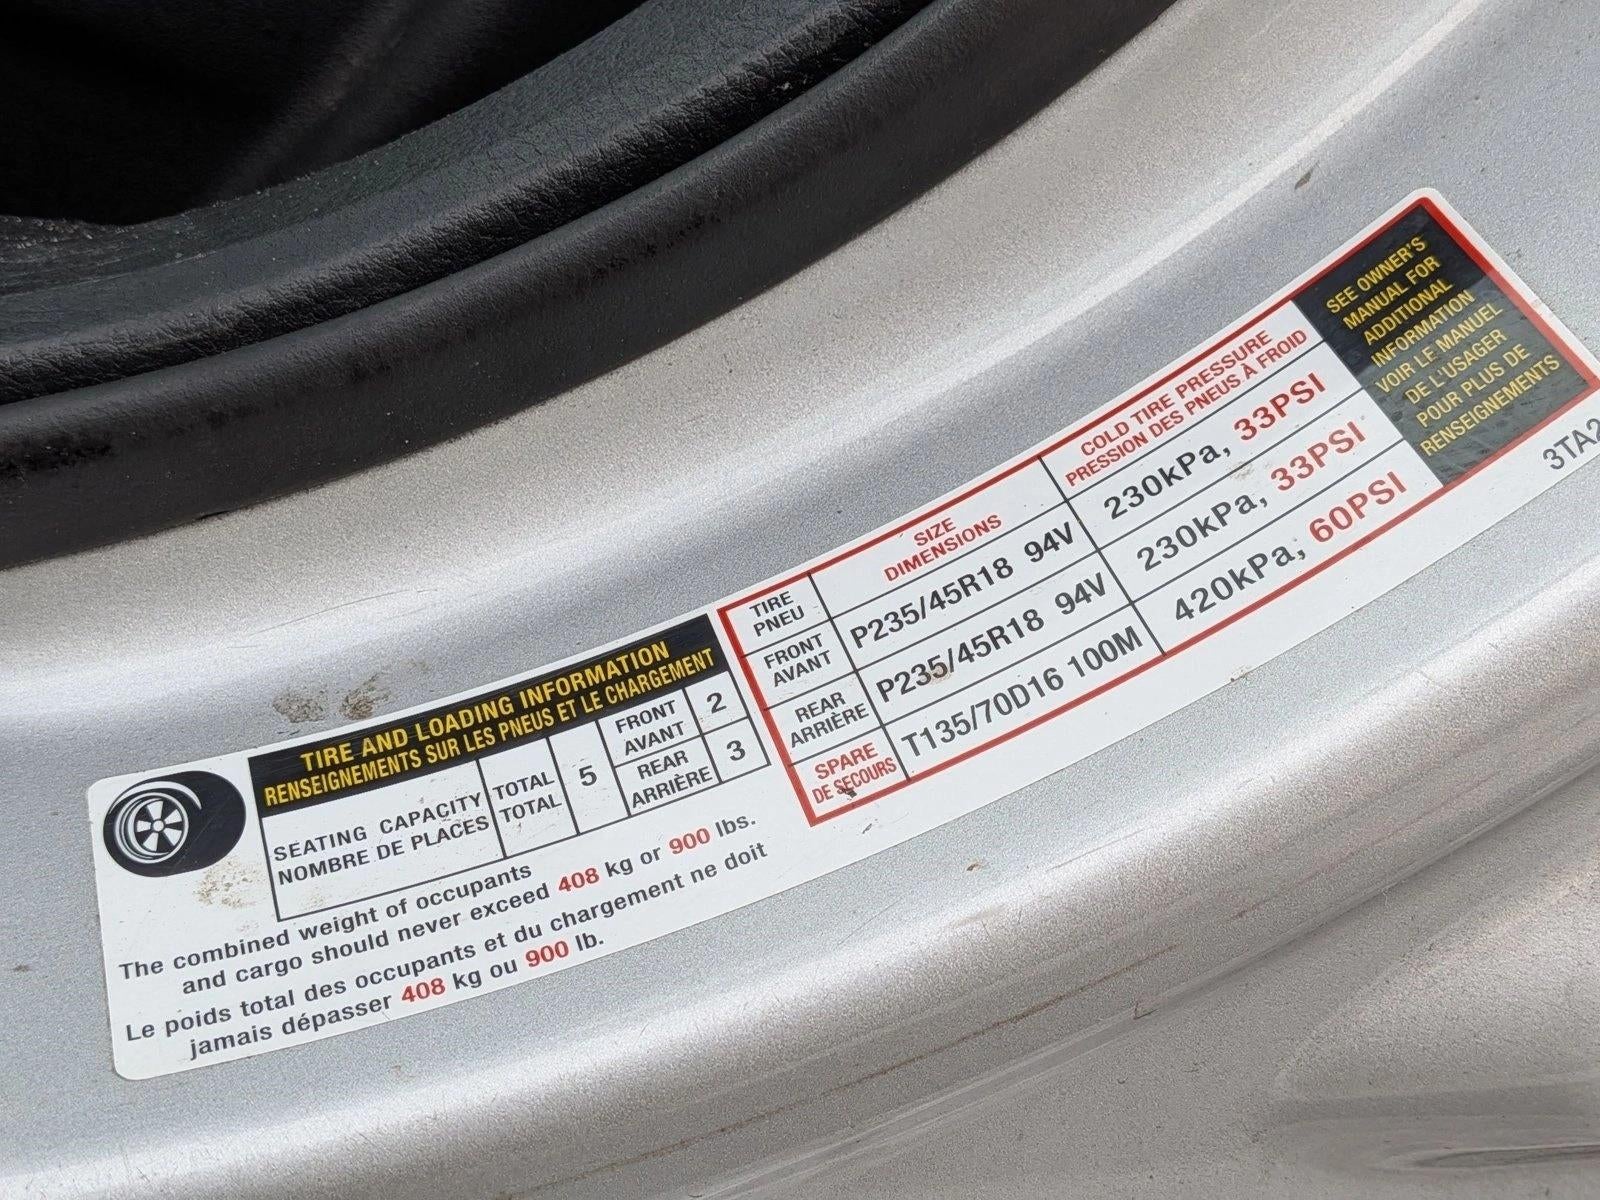 TIRE AND LOADING INFORMATION
RENSEIGNEMENTS SUR LES PNEUS ET LE CHARGEMENT
SEATING CAPACITY
NOMBRE DE PLACES
TOTAL
TOTAL
5
FRONT
AVANT
2
REAR
ARRIÈRE
3
The combined weight of occupants
and cargo should never exceed 408 kg or 900 lbs.
Le poids total des occupants et du chargement ne doit
jamais dépasser 408 kg ou 900 lb.
TIRE
PNEU
SIZE
DIMENSIONS
COLD TIRE PRESSURE
PRESSION DES PNEUS À FROID
FRONT
AVANT
P235/45R18 94V
230kPa, 33PSI
REAR
ARRIÈRE
P235/45R18 94V
230kPa, 33PSI
SPARE
DE SECOURS
T135/70D16 100M
420kPa, 60PSI
SEE OWNER'S
MANUAL FOR
ADDITIONAL
INFORMATION
VOIR LE MANUEL
DE L'USAGER
POUR PLUS DE
RENSEIGNEMENTS
3TA2